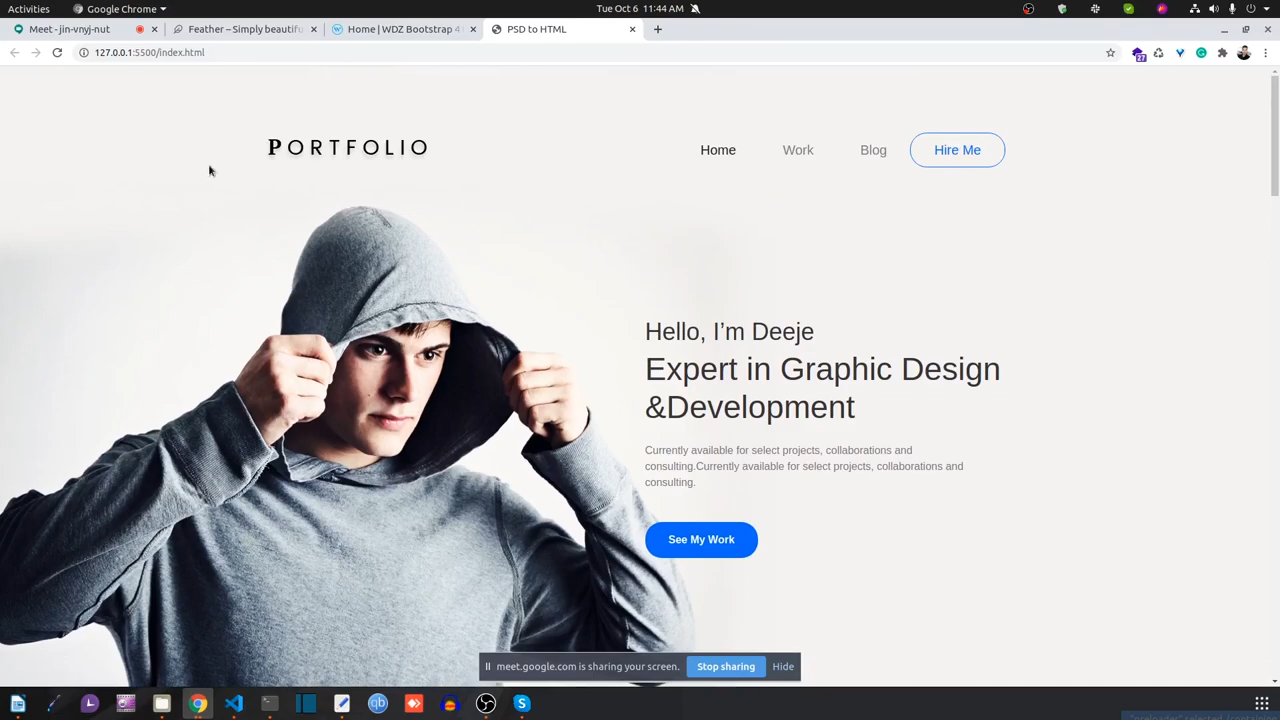 Activities Google Chrome Tue Oct 6 11:44 AM
Meet - jin-vnyj-nut Feather – Simply beautifu Home | WDZ Bootstrap 4 PSD to HTML
127.0.0.1:5500/index.html
27
PORTFOLIO Home Work Blog Hire Me
Hello, I’m Deeje
Expert in Graphic Design
&Development
Currently available for select projects, collaborations and
consulting.Currently available for select projects, collaborations and
consulting.
See My Work
meet.google.com is sharing your screen. Stop sharing Hide
qb